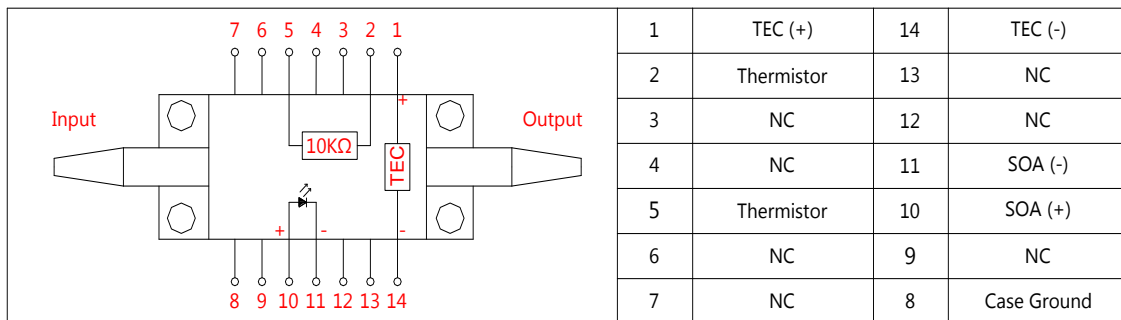 7 6 5 4 3 2 1
Input
Output
+
10KΩ
TEC
+ - -
8 9 10 11 12 13 14
1 TEC (+) 14 TEC (-)
2 Thermistor 13 NC
3 NC 12 NC
4 NC 11 SOA (-)
5 Thermistor 10 SOA (+)
6 NC 9 NC
7 NC 8 Case Ground